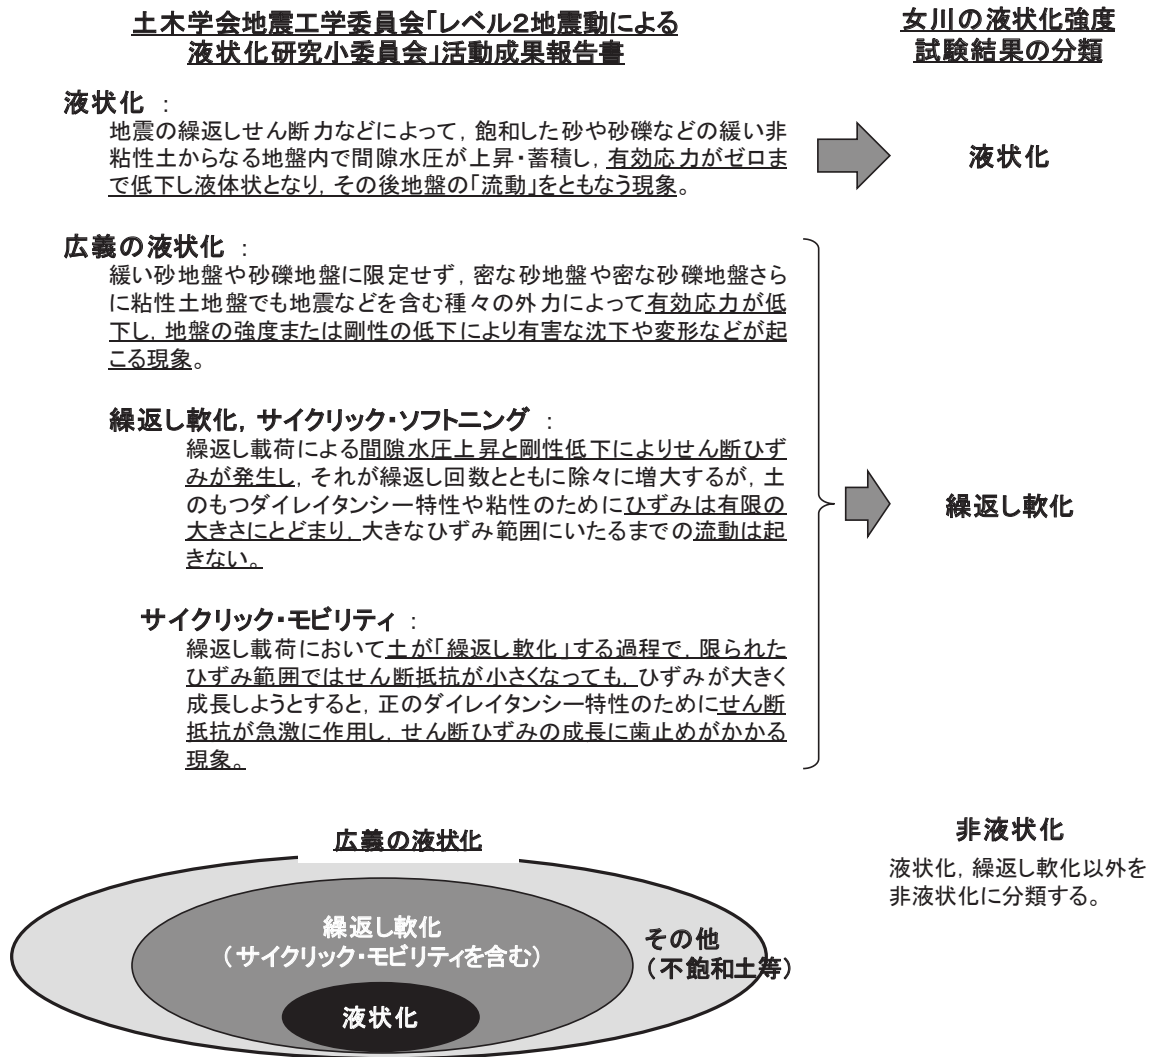 土木学会地震工学委員会「レベル2地震動による
液状化研究小委員会」活動成果報告書
女川の液状化強度
試験結果の分類
液状化 :
地震の繰返しせん断力などによって, 飽和した砂や砂礫などの緩い非
粘性土からなる地盤内で間隙水圧が上昇・蓄積し, 有効応力がゼロま
で低下し液体状となり, その後地盤の「流動」をともなう現象。
液状化
広義の液状化 :
緩い砂地盤や砂礫地盤に限定せず, 密な砂地盤や密な砂礫地盤さら
に粘性土地盤でも地震などを含む種々の外力によって有効応力が低
下し, 地盤の強度または剛性の低下により有害な沈下や変形などが起
こる現象。
繰返し軟化, サイクリック・ソフトニング :
繰返し載荷による間隙水圧上昇と剛性低下によりせん断ひず
みが発生し, それが繰返し回数とともに除々に増大するが, 土
のもつダイレイタンシー特性や粘性のためにひずみは有限の
大きさにとどまり, 大きなひずみ範囲にいたるまでの流動は起
きない。
繰返し軟化
サイクリック・モビリティ :
繰返し載荷において土が「繰返し軟化」する過程で, 限られた
ひずみ範囲ではせん断抵抗が小さくなっても, ひずみが大きく
成長しようとすると, 正のダイレイタンシー特性のためにせん断
抵抗が急激に作用し, せん断ひずみの成長に歯止めがかかる
現象。
非液状化
液状化, 繰返し軟化以外を
非液状化に分類する。
広義の液状化
繰返し軟化
(サイクリック・モビリティを含む)
その他
(不飽和土等)
液状化